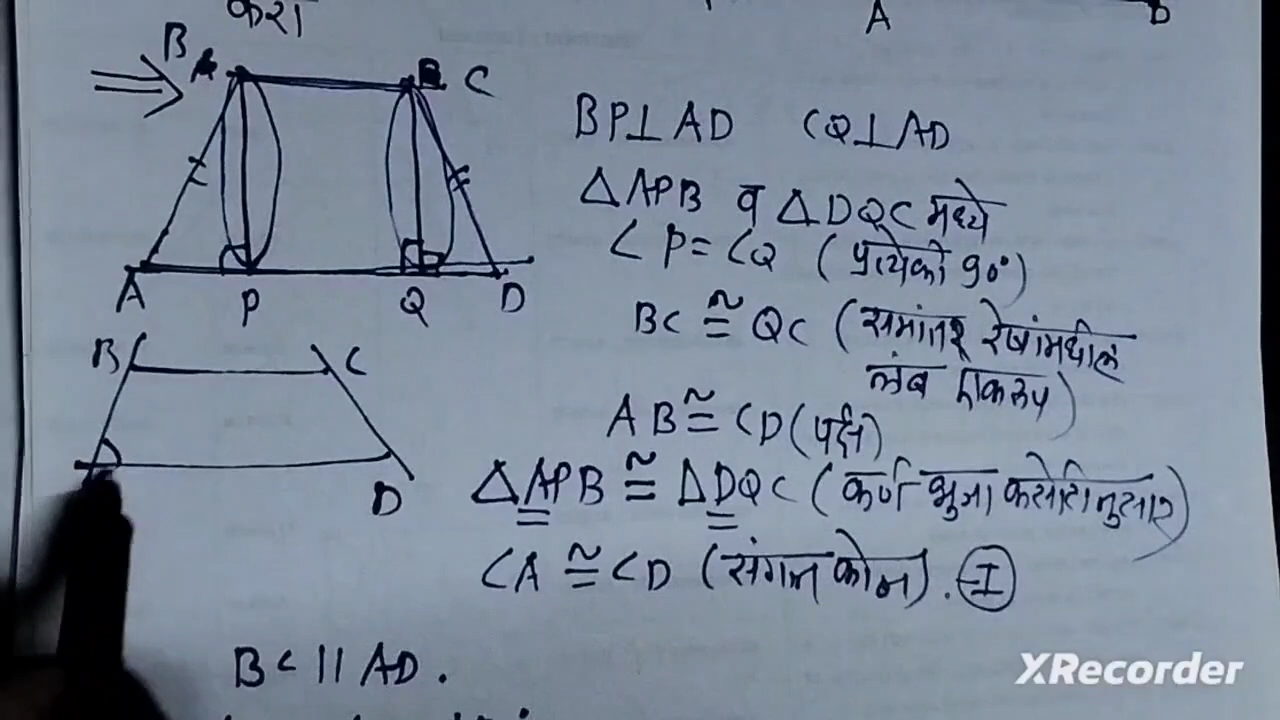 करा
A D
B C
A P Q D
BP⊥AD CQ⊥AD
△APB व △DQC मध्ये
∠P=∠Q (प्रत्येकी 90°)
BC ≅ QC (समांतर रेषांमधील
लंब एकरूप)
AB ≅ CD (पक्ष)
B C
D
△APB ≅ △DQC (कर्ण भुजा कसोटीनुसार)
∠A ≅ ∠D (संगत कोन). -I
BC || AD.
XRecorder